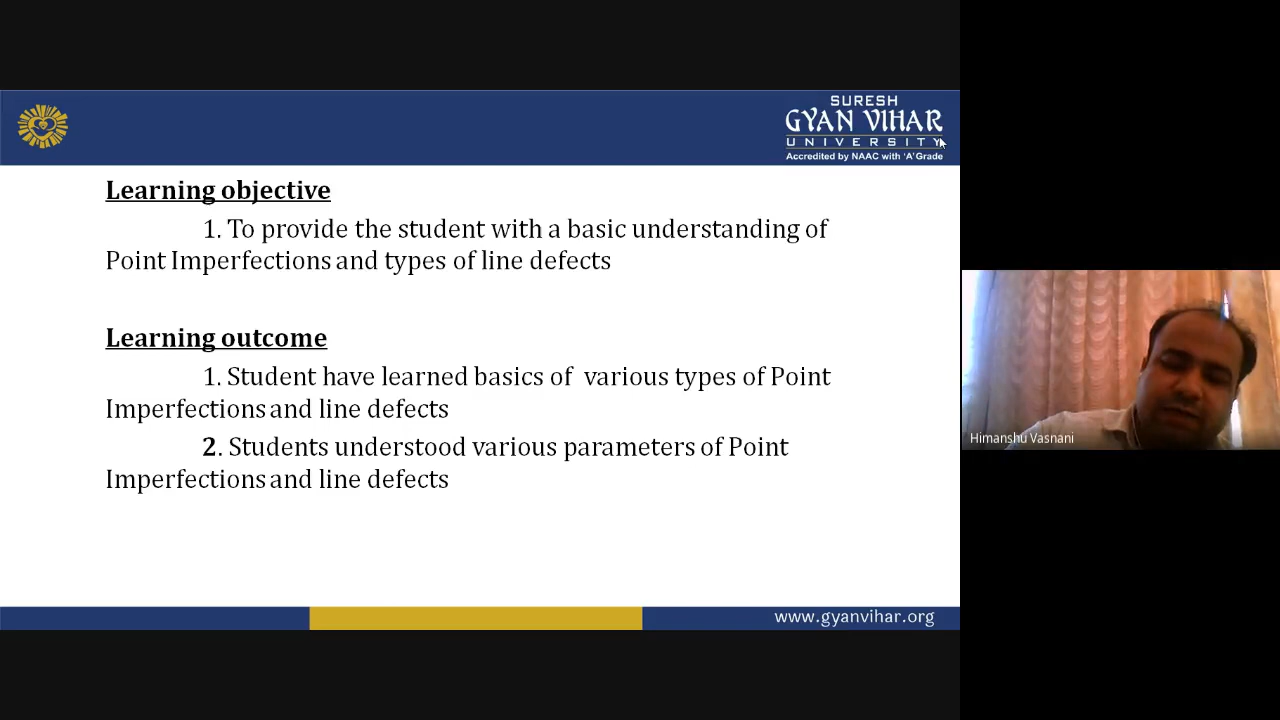 SURESH
GYAN VIHAR
UNIVERSITY
Accredited by NAAC with 'A' Grade
Learning objective
1. To provide the student with a basic understanding of
Point Imperfections and types of line defects
Learning outcome
1. Student have learned basics of various types of Point
Imperfections and line defects
2. Students understood various parameters of Point
Imperfections and line defects
Himanshu Vasnani
www.gyanvihar.org